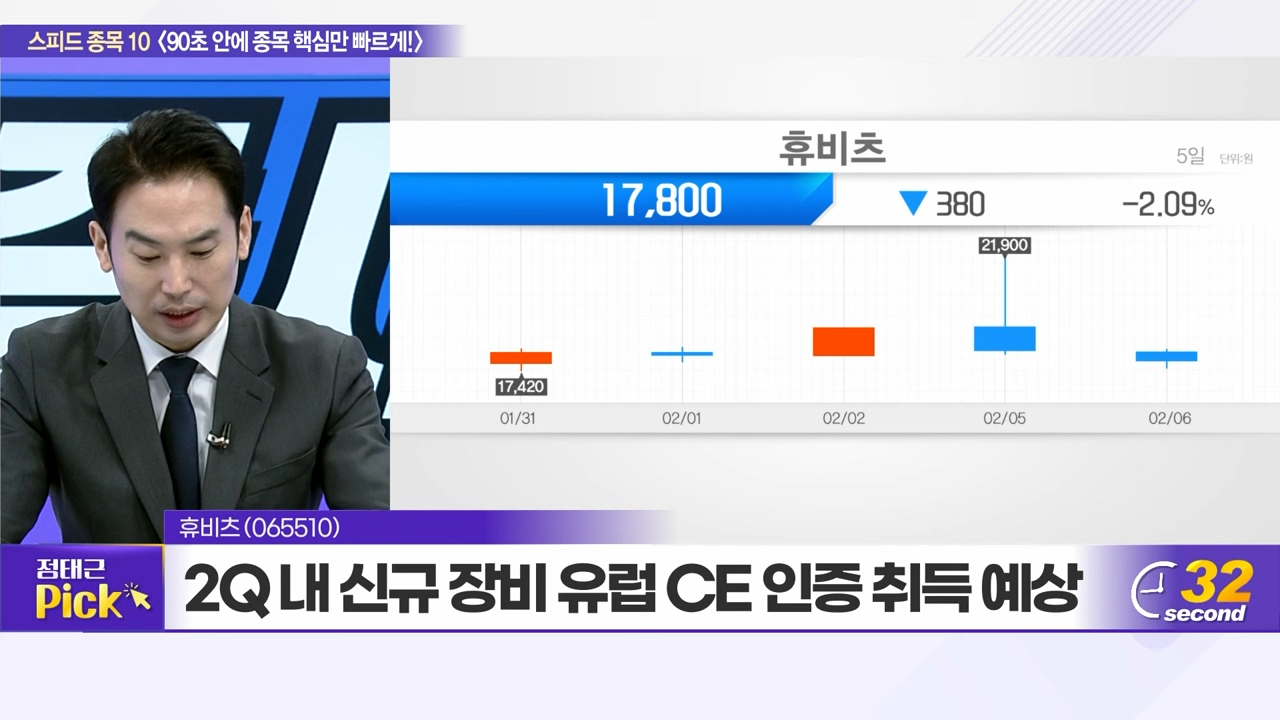 스피드 종목 10 <90초 안에 종목 핵심만 빠르게!>
휴비츠
5일 단위:원
17,800 ▼ 380 -2.09%
21,900
17,420
01/31 02/01 02/02 02/05 02/06
휴비츠(065510)
정태근
Pick
2Q 내 신규 장비 유럽 CE 인증 취득 예상
32
second